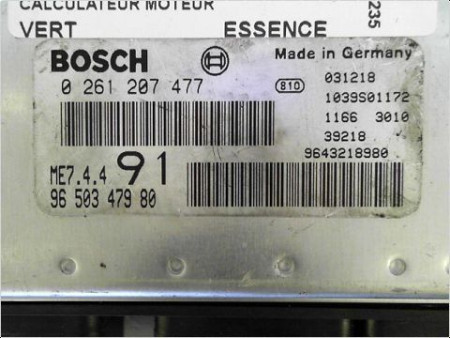 CALCULATEUR MOTEUR
VERT ESSENCE
235
BOSCH Made in Germany
0 261 207 477 810 031218
1039S01172
1166 3010
39218
9643218980
ME7.4.4 91
96 503 479 80